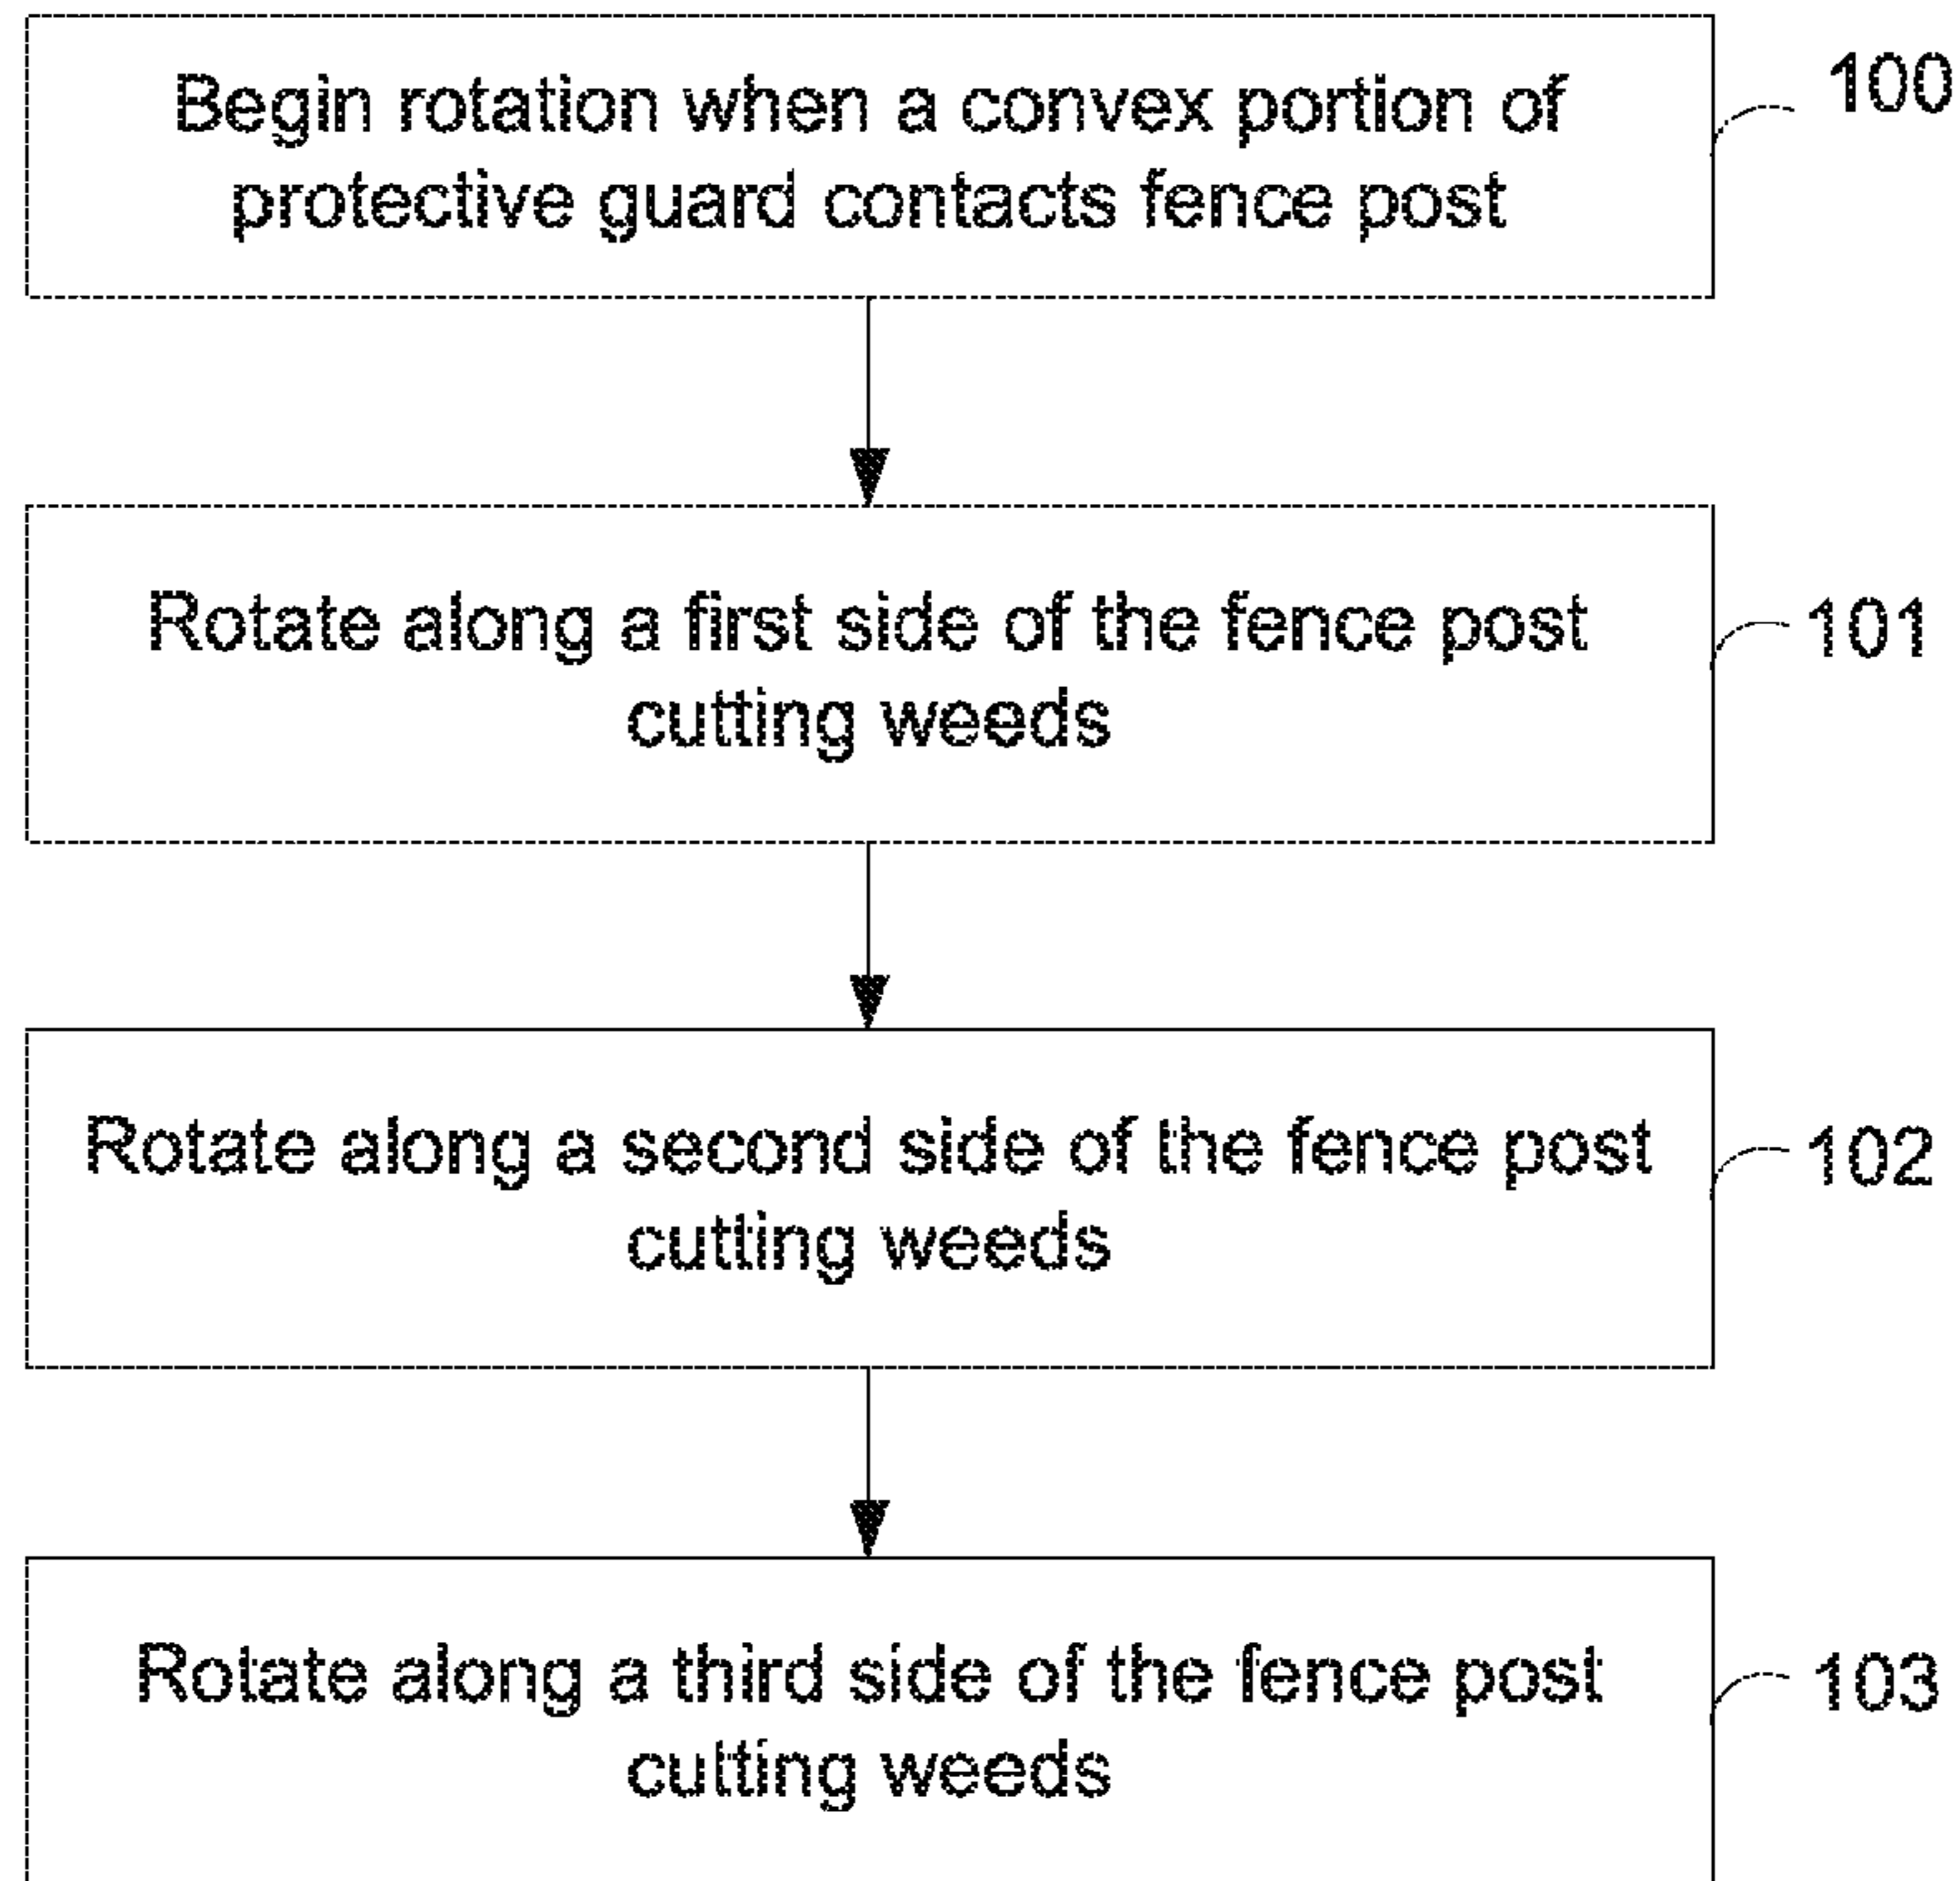 Begin rotation when a convex portion of
protective guard contacts fence post
100
Rotate along a first side of the fence post
cutting weeds
101
Rotate along a second side of the fence post
cutting weeds
102
Rotate along a third side of the fence post
cutting weeds
103